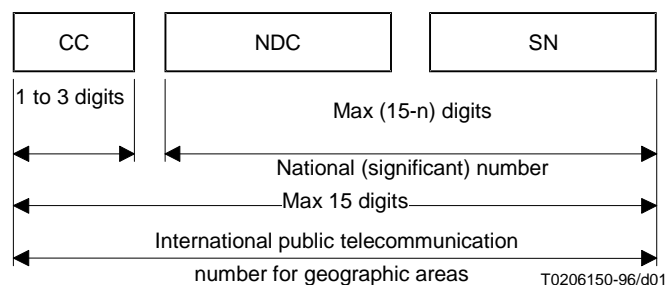 CC
NDC
SN
1 to 3 digits
Max (15-n) digits
National (significant) number
Max 15 digits
International public telecommunication
number for geographic areas
T0206150-96/d01